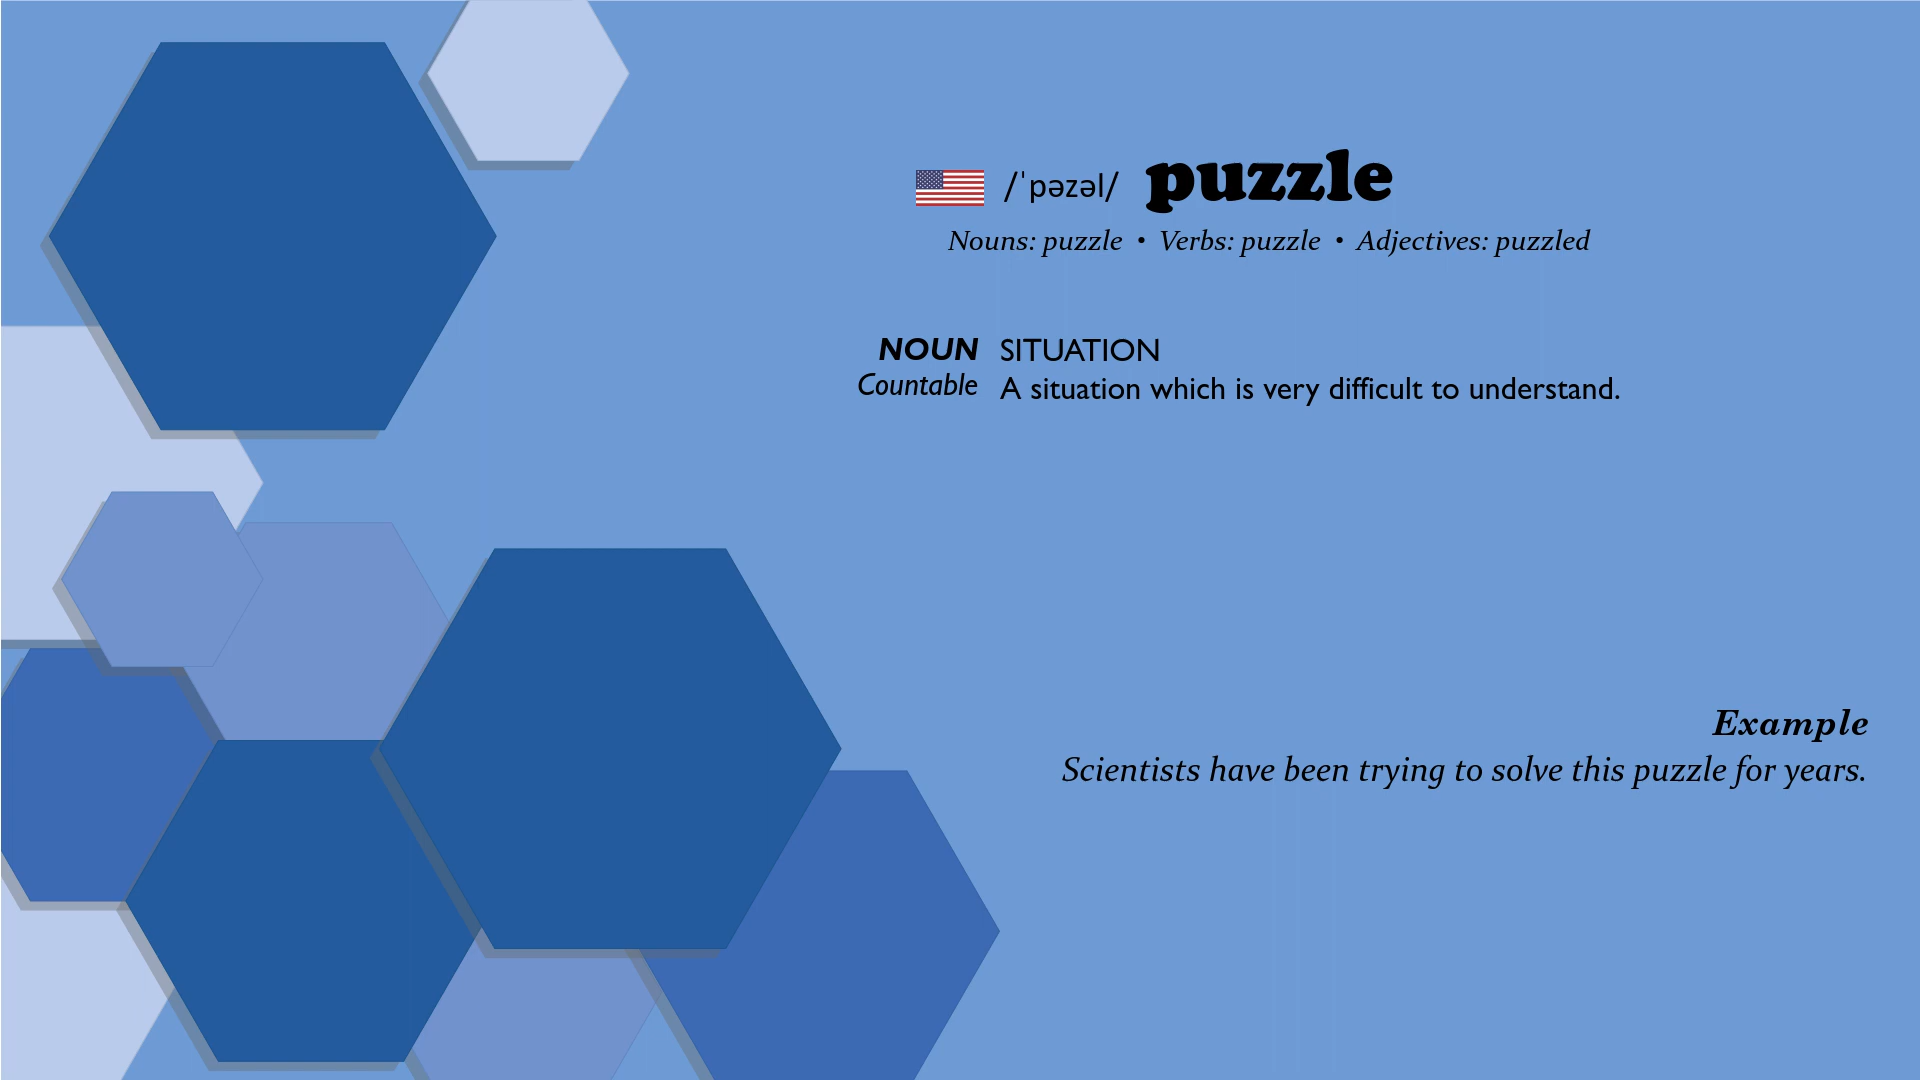 /ˈpəzəl/ puzzle
Nouns: puzzle • Verbs: puzzle • Adjectives: puzzled
NOUN SITUATION
Countable A situation which is very difficult to understand.
Example
Scientists have been trying to solve this puzzle for years.